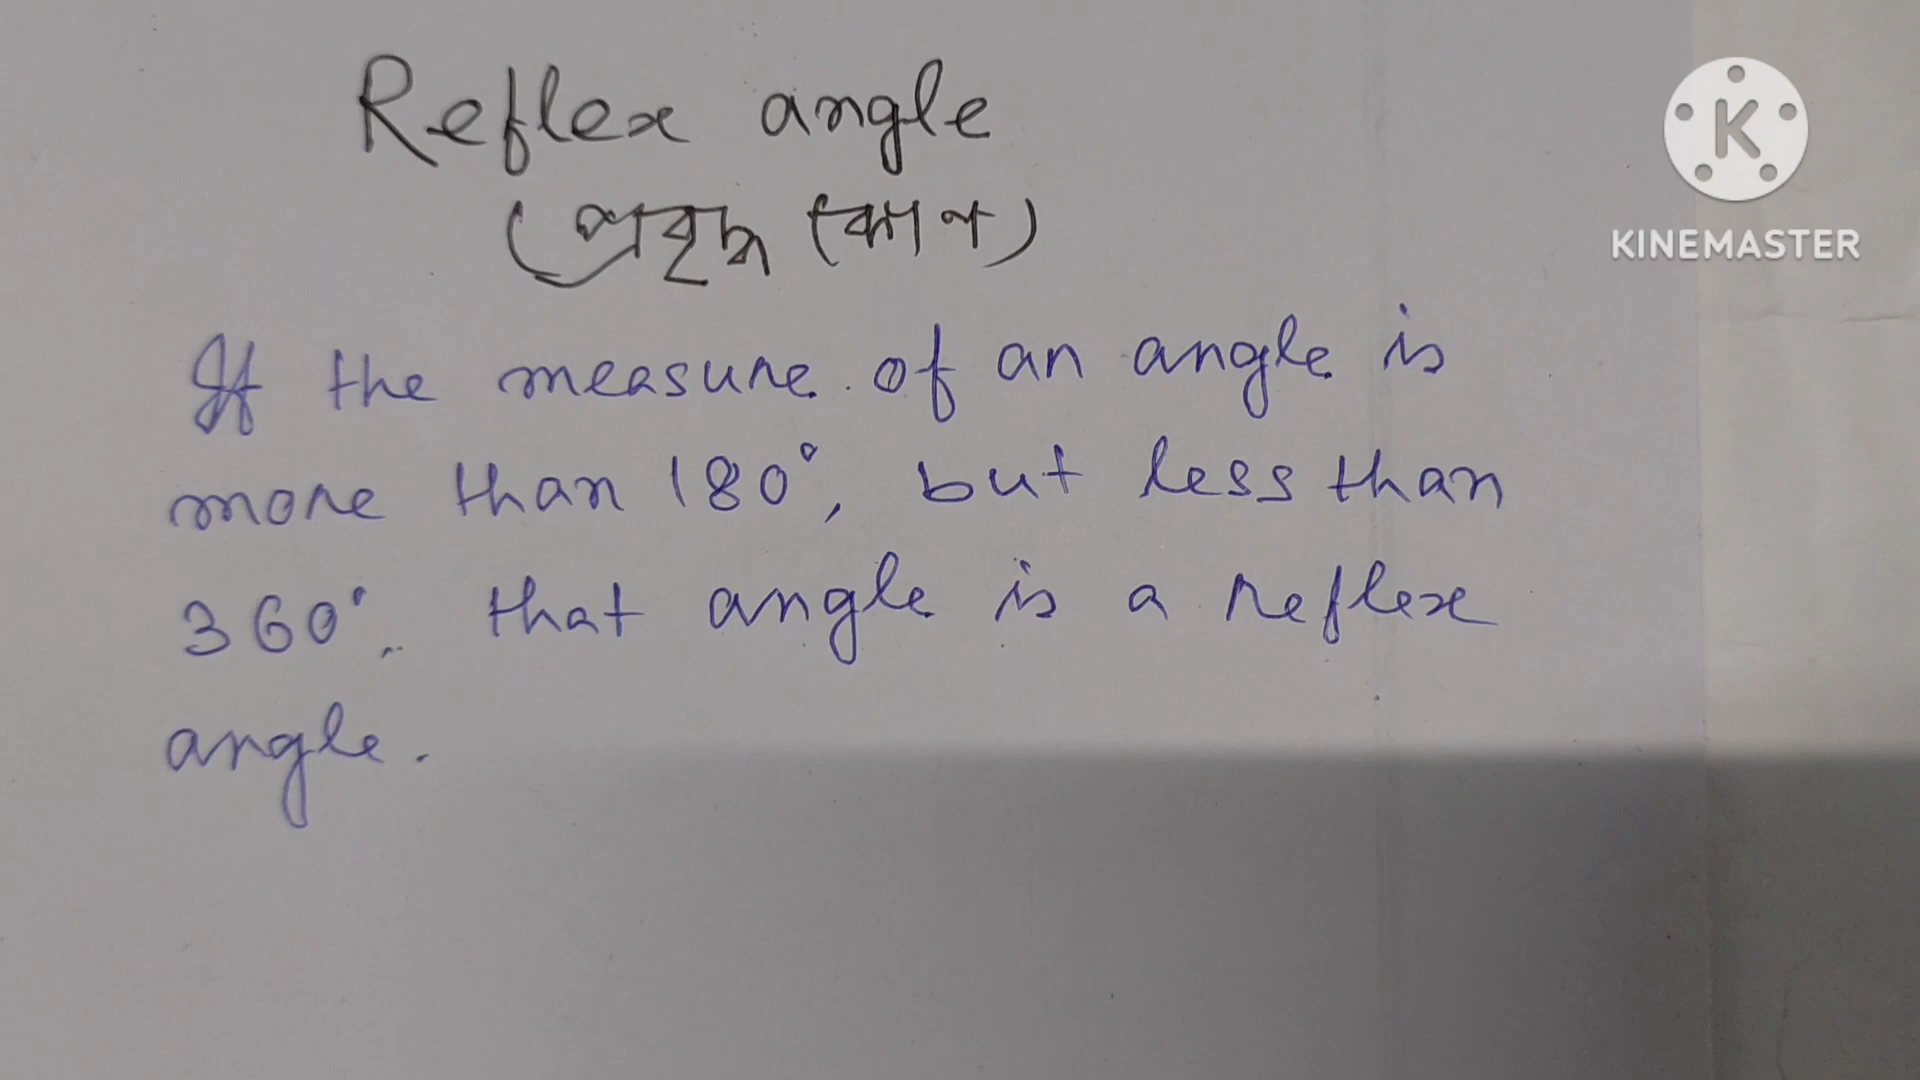 Reflex angle
(প্রবৃদ্ধ কোণ)
KINEMASTER
If the measure of an angle is
more than 180°, but less than
360°. that angle is a reflex
angle.